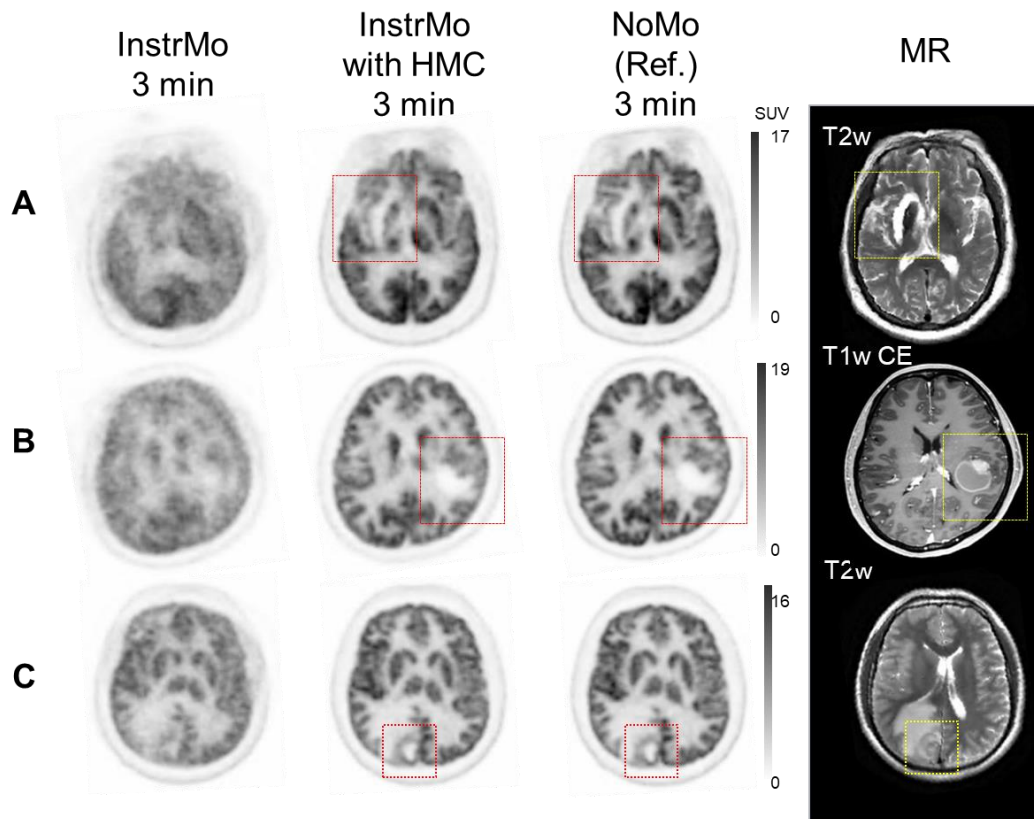 InstrMo
3 min
InstrMo
with HMC
3 min
NoMo
(Ref.)
3 min
MR
SUV
17
0
A
T2w
19
0
B
T1w CE
16
0
C
T2w